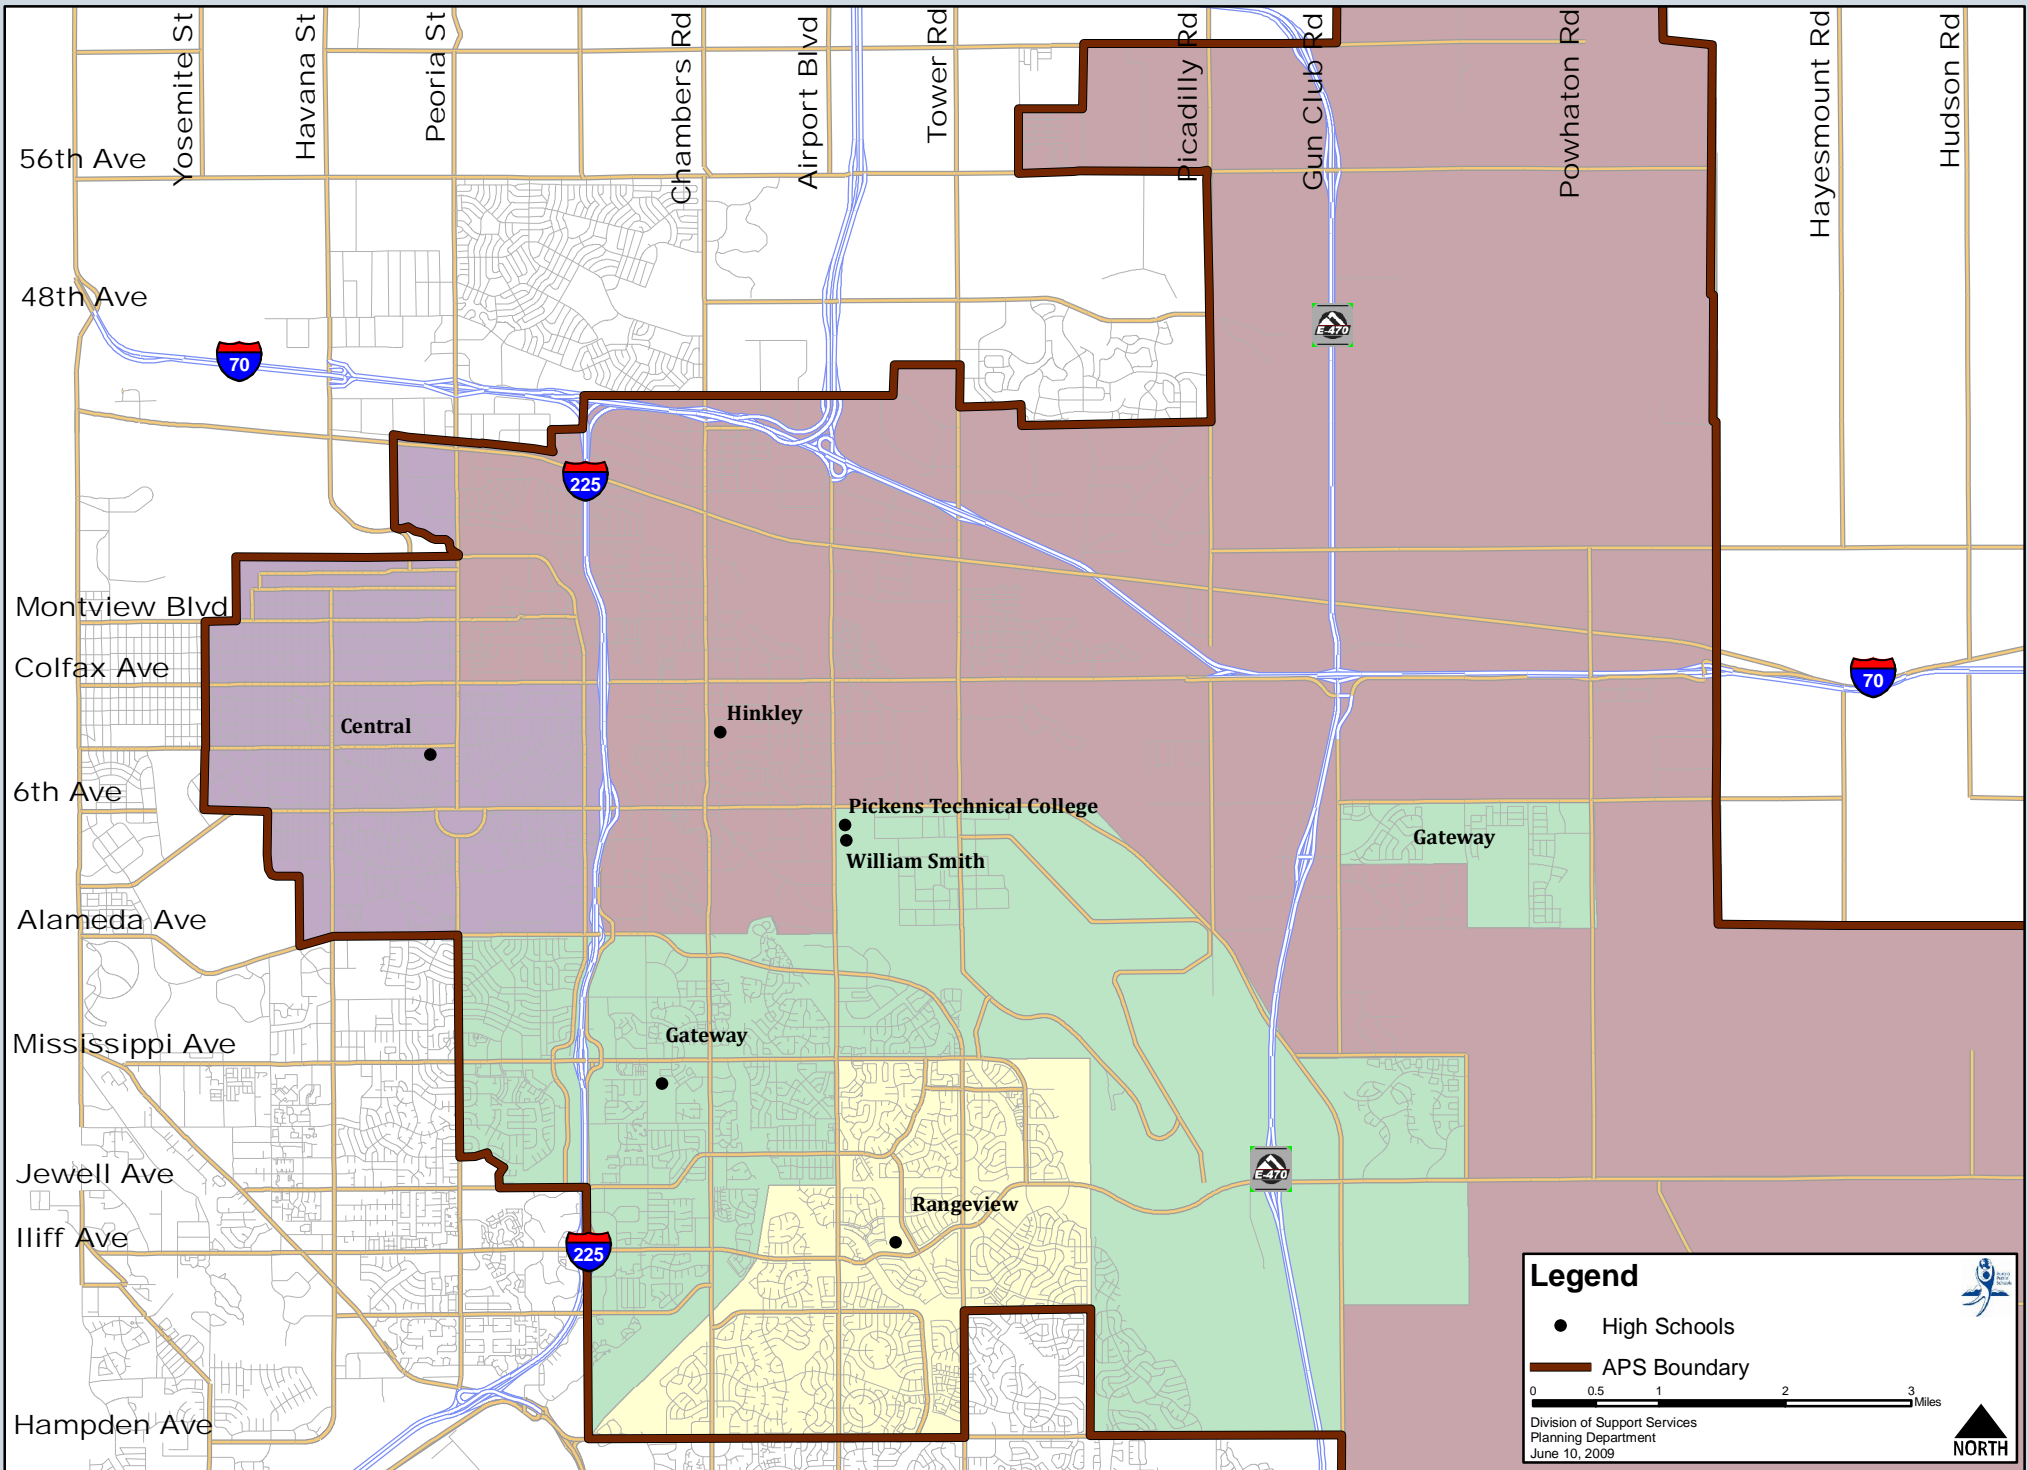 Yosemite St
Havana St
Peoria St
Chambers Rd
Airport Blvd
Tower Rd
Picadilly Rd
Gun Club Rd
Powhaton Rd
Hayesmount Rd
Hudson Rd
56th Ave
48th Ave
70
E-470
225
Montview Blvd
Colfax Ave
70
Central
Hinkley
6th Ave
Pickens Technical College
William Smith
Gateway
Alameda Ave
Gateway
Mississippi Ave
Jewell Ave
E-470
Rangeview
Iliff Ave
225
Hampden Ave
Legend
High Schools
APS Boundary
0 0.5 1 2 3
Miles
Division of Support Services
Planning Department
June 10, 2009
NORTH